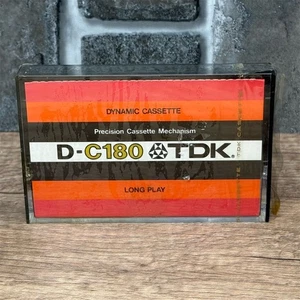 DYNAMIC CASSETTE
Precision Cassette Mechanism
D-C180 TDK®
LONG PLAY